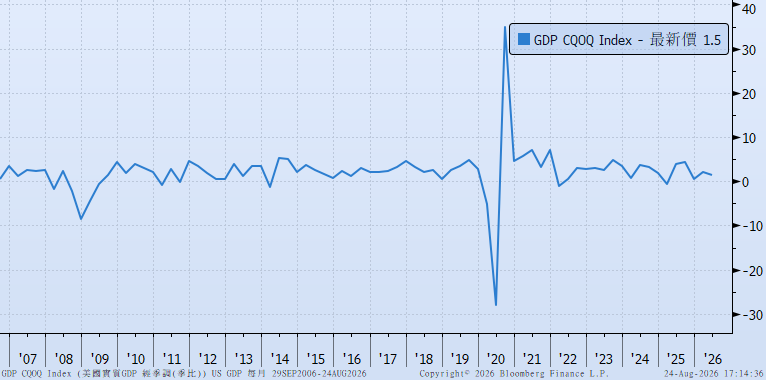 40
GDP CQOQ Index - 最新價 1.5
30
20
10
0
-10
-20
-30
'07 '08 '09 '10 '11 '12 '13 '14 '15 '16 '17 '18 '19 '20 '21 '22 '23 '24 '25 '26
GDP CQOQ Index (美國實質GDP 經季調(季比)) US GDP 每月 29SEP2006-24AUG2026 Copyright© 2026 Bloomberg Finance L.P. 24-Aug-2026 17:14:36